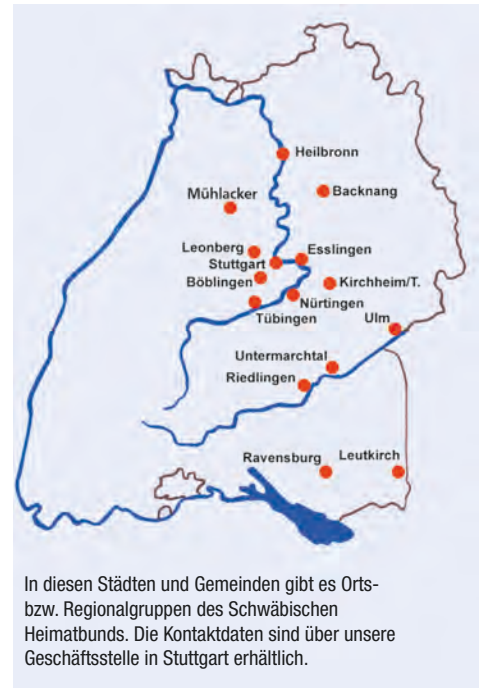 Heilbronn
Backnang
Mühlacker
Leonberg
Esslingen
Stuttgart
Böblingen
Kirchheim/T.
Nürtingen
Tübingen
Ulm
Untermarchtal
Riedlingen
Ravensburg
Leutkirch
In diesen Städten und Gemeinden gibt es Orts-
bzw. Regionalgruppen des Schwäbischen
Heimatbunds. Die Kontaktdaten sind über unsere
Geschäftsstelle in Stuttgart erhältlich.